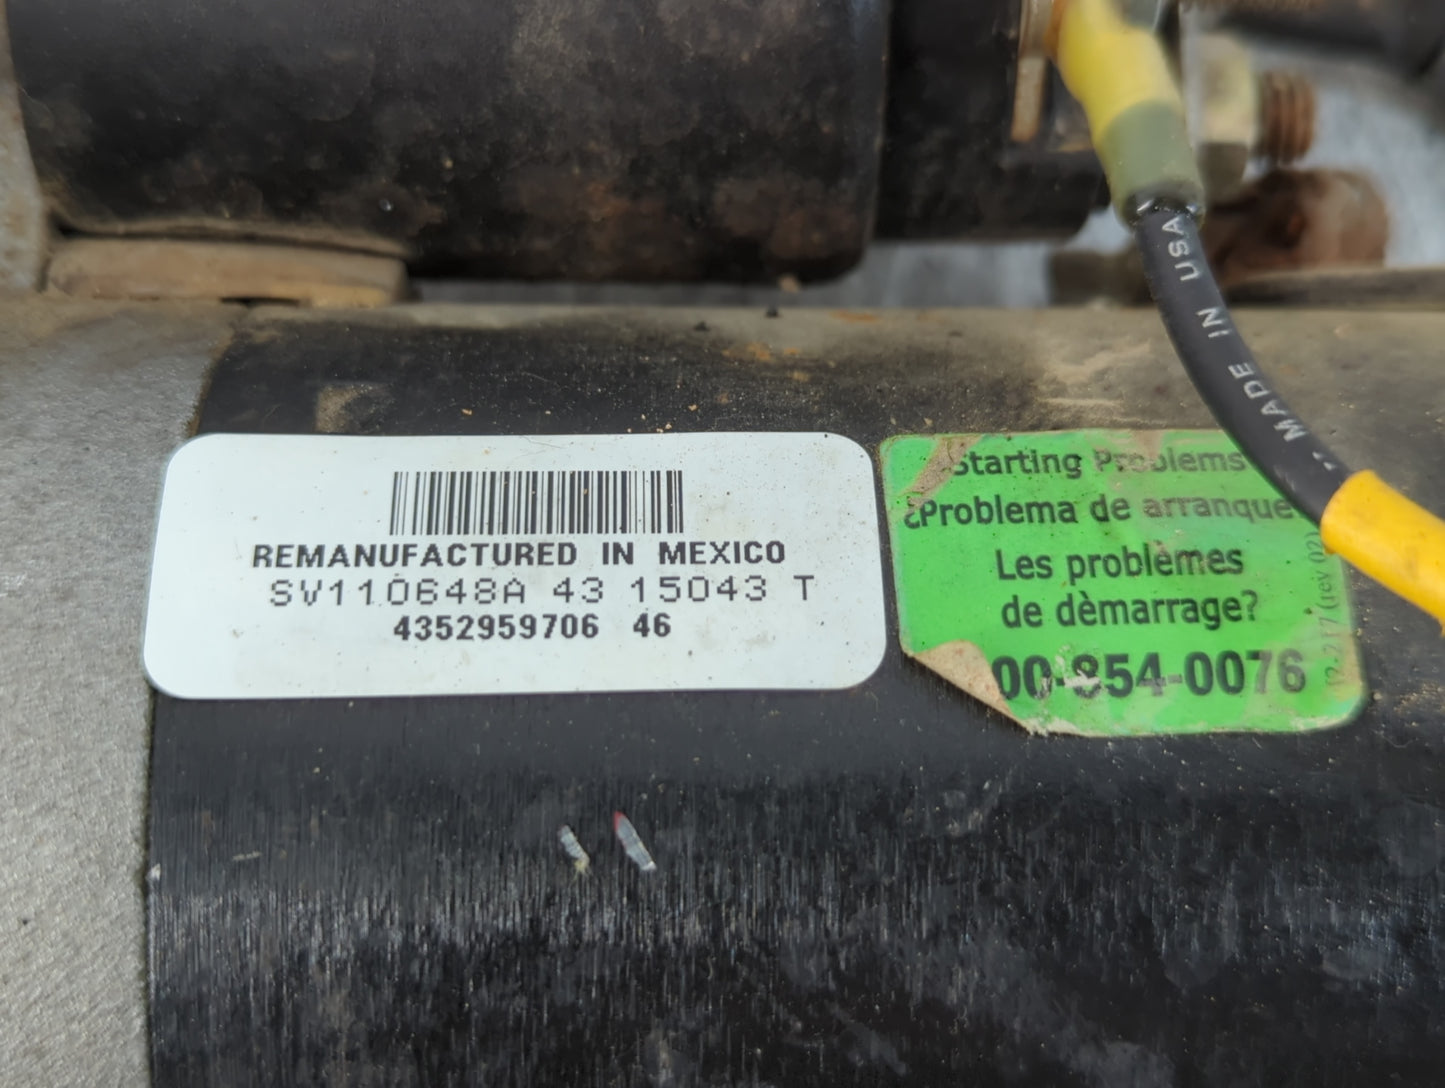 REMANUFACTURED IN MEXICO
SV110648A 43 15043 T
4352959706 46
Starting Problems
¿Problema de arranque
Les problèmes
de dèmarrage?
00-854-0076
MADE IN USA